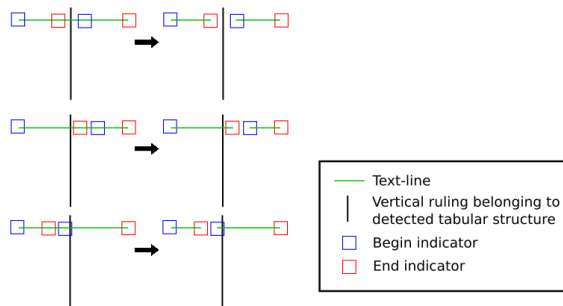 Text-line
Vertical ruling belonging to
detected tabular structure
Begin indicator
End indicator